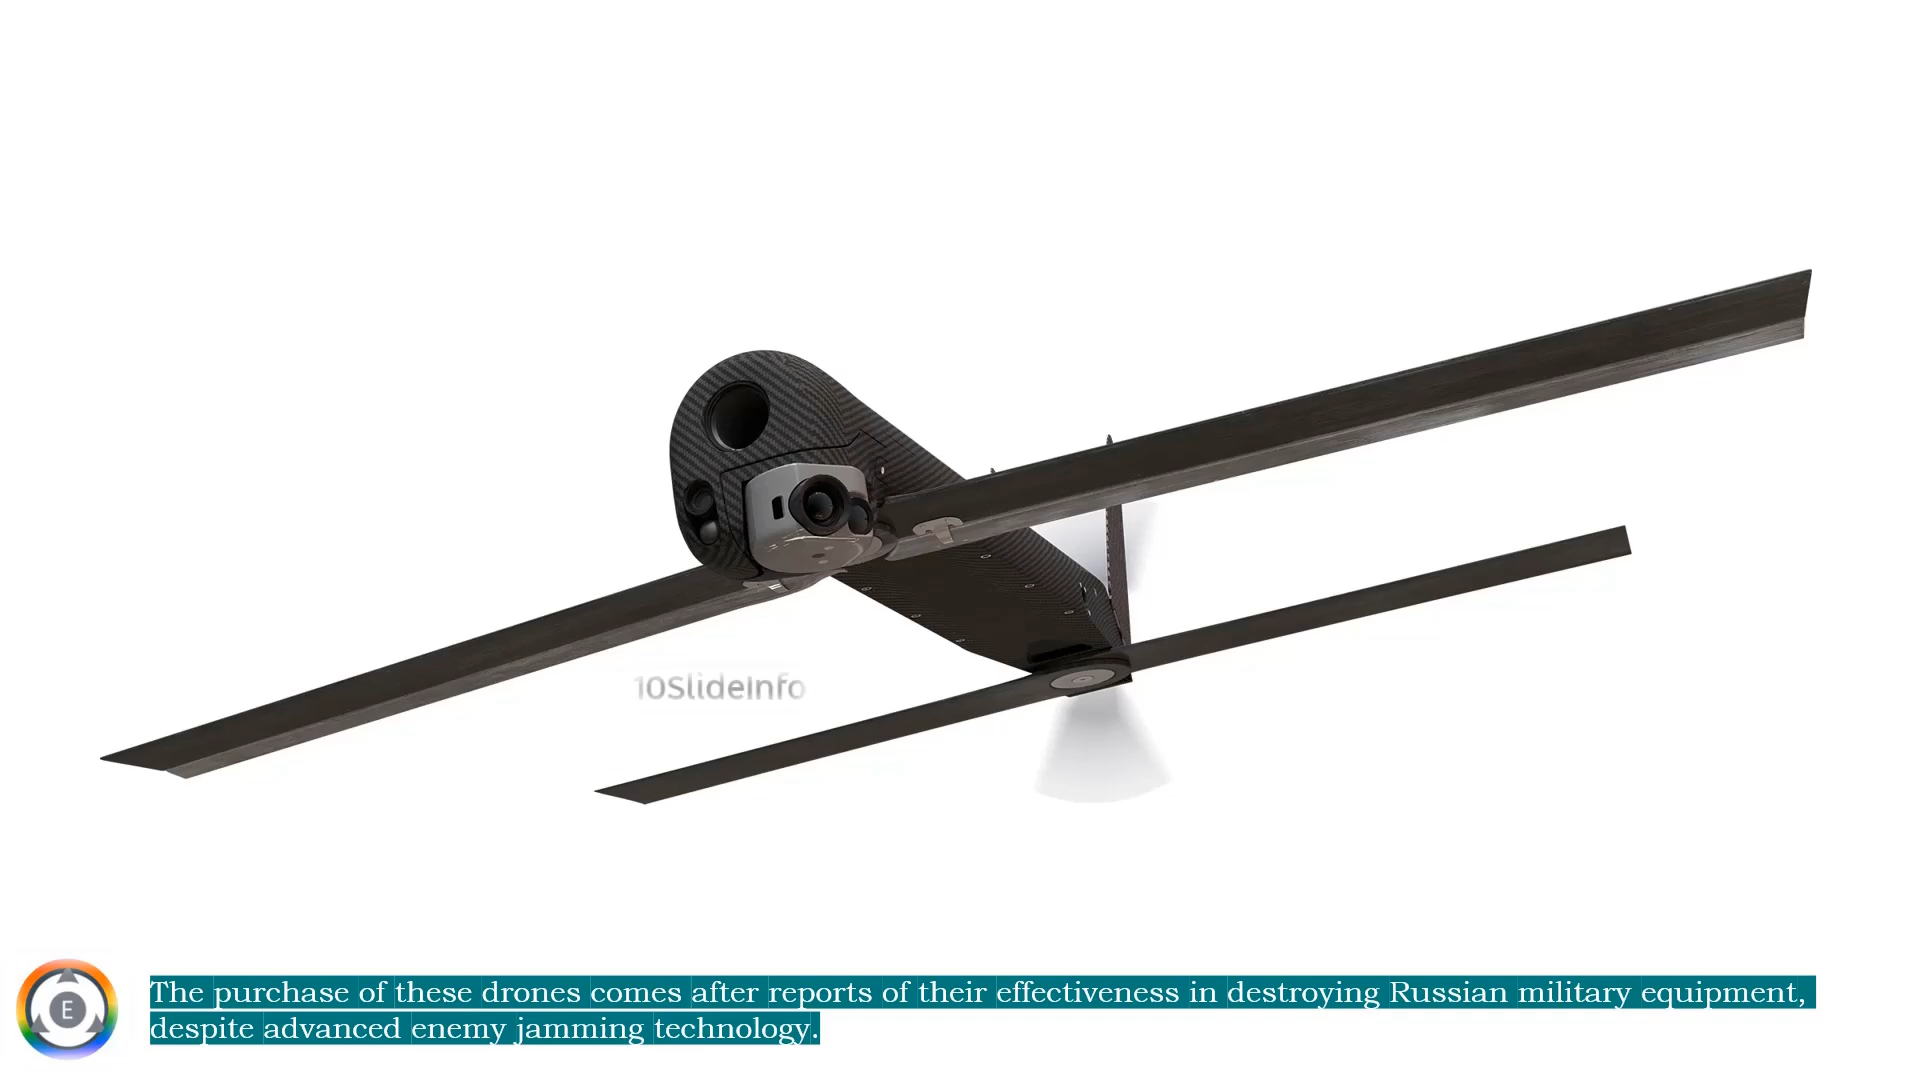 10SlideInfo
E
The purchase of these drones comes after reports of their effectiveness in destroying Russian military equipment,
despite advanced enemy jamming technology.